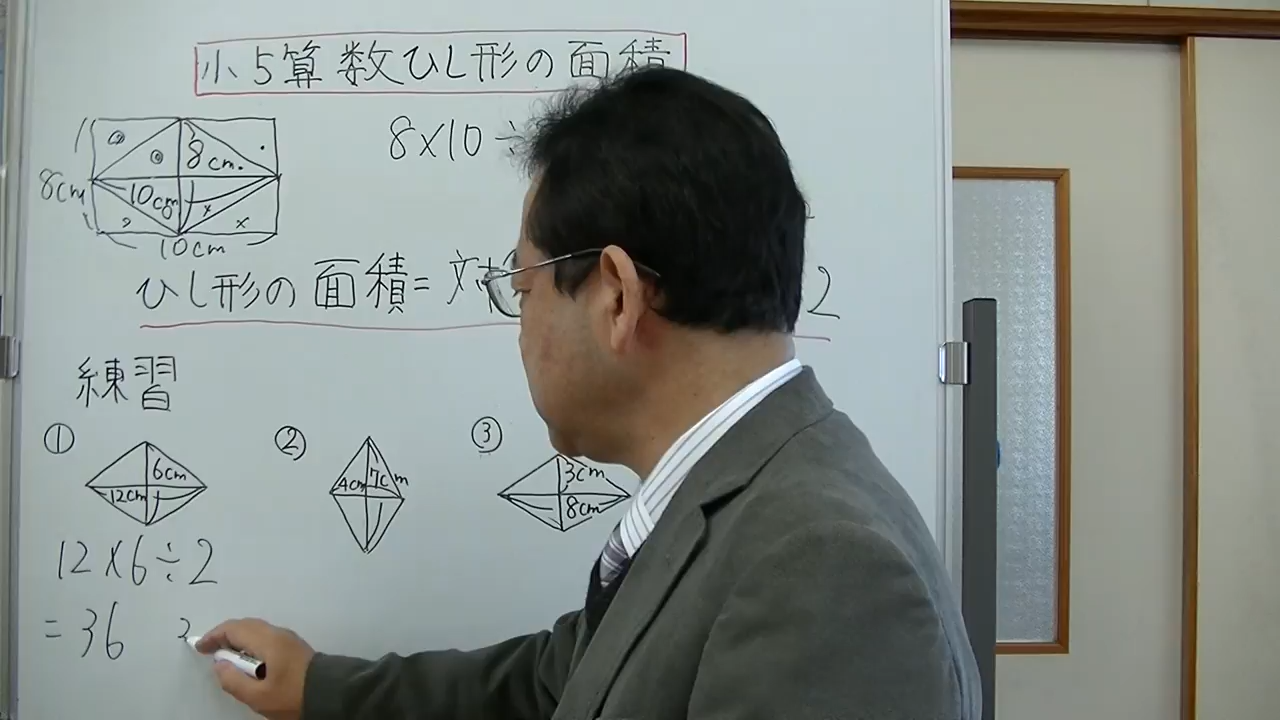 小5算数ひし形の面積
8cm
8cm
10cm
10cm
8×10÷
ひし形の面積=対
2
練習
①
6cm
12cm
②
4cm
7cm
③
3cm
8cm
12×6÷2
=36